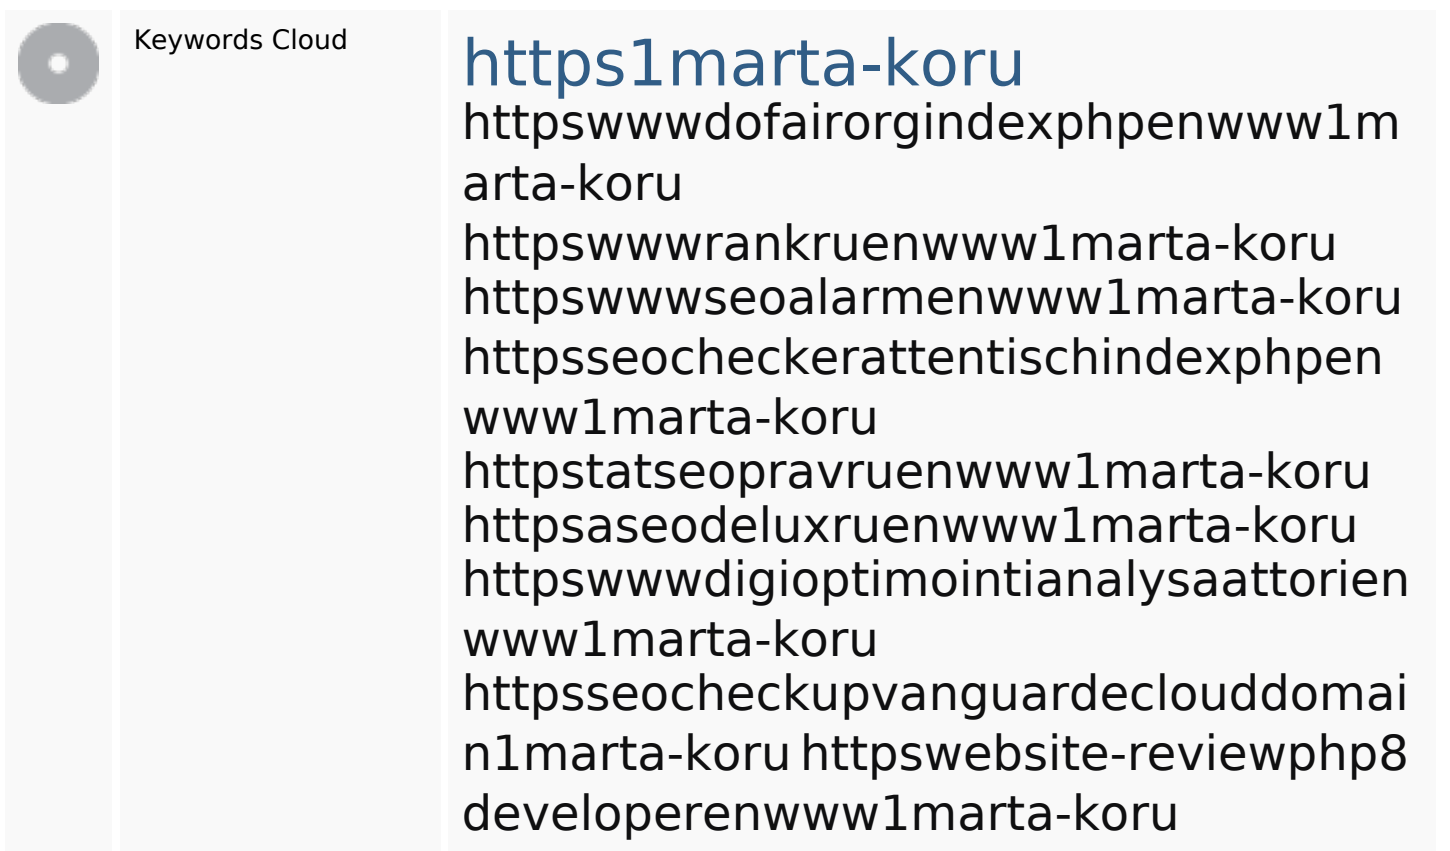 Keywords Cloud
https1marta-koru
httpswwwdofairorgindexphpenwww1m
arta-koru
httpswwwrankruenwww1marta-koru
httpswwwseoalarmenwww1marta-koru
httpsseocheckerattentischindexphpen
www1marta-koru
httpstatseopravruenwww1marta-koru
httpsaseodeluxruenwww1marta-koru
httpswwwdigioptimointianalysaattorien
www1marta-koru
httpsseocheckupvanguardeclouddomai
n1marta-koru httpswebsite-reviewphp8
developerenwww1marta-koru